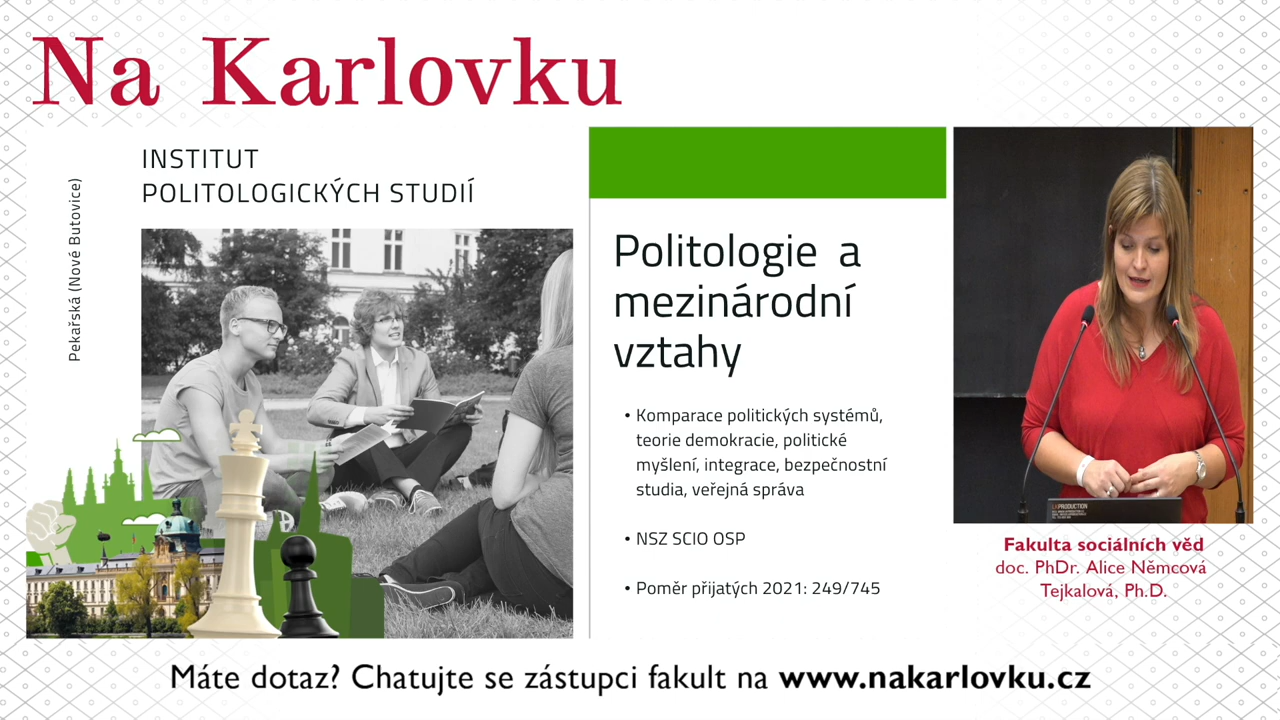 Na Karlovku
INSTITUT
POLITOLOGICKÝCH STUDIÍ
Pekařská (Nové Butovice)
Politologie a
mezinárodní
vztahy
• Komparace politických systémů,
teorie demokracie, politické
myšlení, integrace, bezpečnostní
studia, veřejná správa
• NSZ SCIO OSP
• Poměr přijatých 2021: 249/745
PRODUCTION
Fakulta sociálních věd
doc. PhDr. Alice Němcová
Tejkalová, Ph.D.
Máte dotaz? Chatujte se zástupci fakult na www.nakarlovku.cz